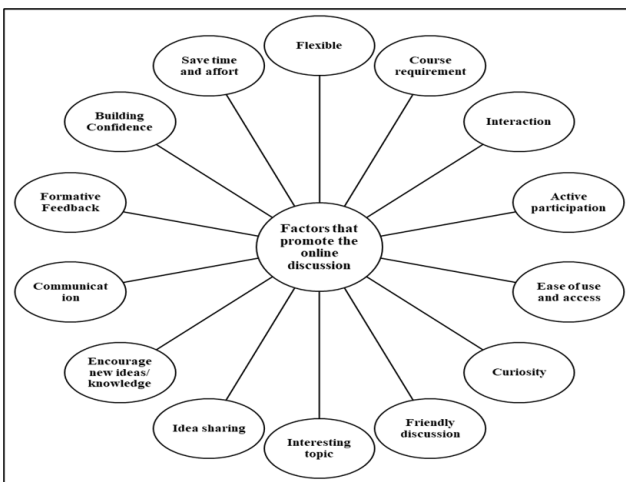 Flexible
Course
requirement
Interaction
Active
participation
Ease of use
and access
Curiosity
Friendly
discussion
Interesting
topic
Idea sharing
Encourage
new ideas/
knowledge
Communicat
ion
Formative
Feedback
Building
Confidence
Save time
and affort
Factors that
promote the
online
discussion